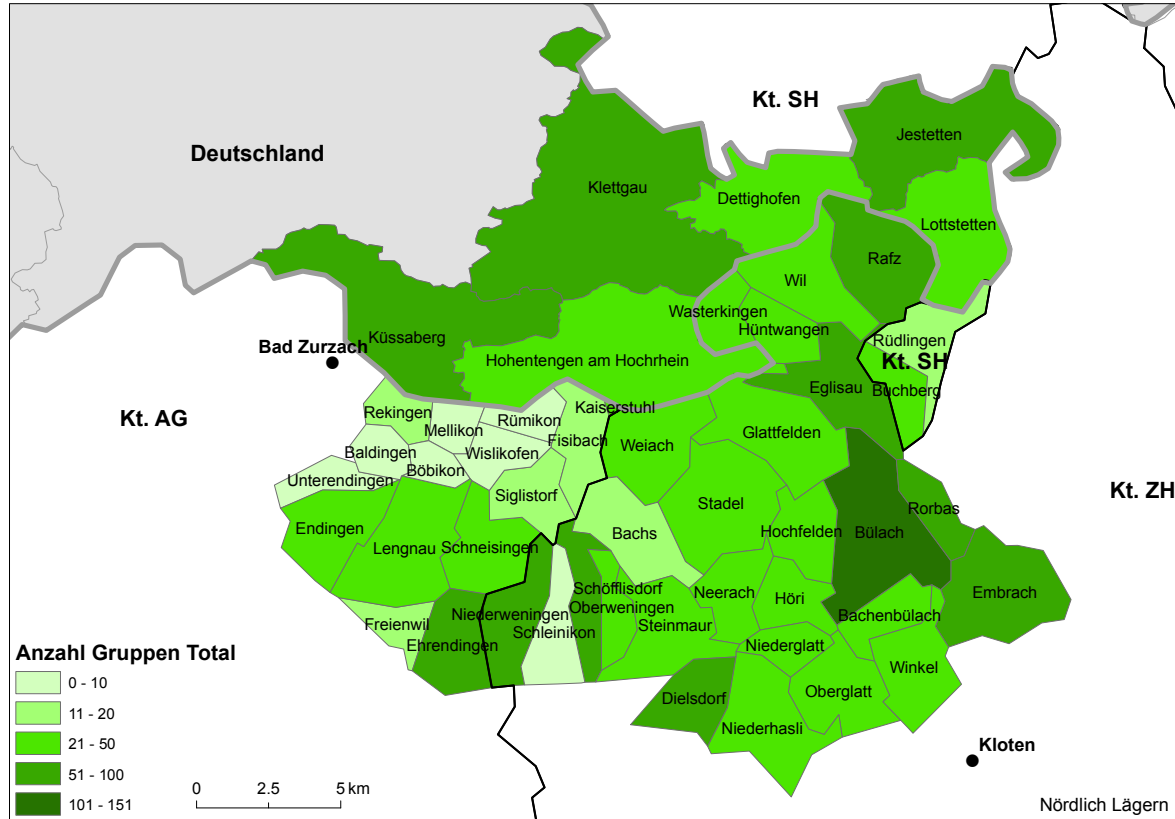 Kt. SH
Deutschland
Jestetten
Klettgau
Dettighofen
Lottstetten
Rafz
Wil
Wasterkingen
Hüntwangen
Küssaberg
Rüdlingen
Bad Zurzach
Hohentengen am Hochrhein
Kt. SH
Eglisau
Buchberg
Kt. AG
Rekingen
Kaiserstuhl
Rümikon
Mellikon
Glattfelden
Fisibach
Weiach
Baldingen
Wislikofen
Böbikon
Unterendingen
Siglistorf
Kt. ZH
Stadel
Rorbas
Endingen
Hochfelden
Bülach
Bachs
Lengnau
Schneisingen
Schöfflisdorf
Neerach
Höri
Embrach
Niederweningen
Oberweningen
Bachenbülach
Freienwil
Schleinikon
Steinmaur
Ehrendingen
Niederglatt
Winkel
Anzahl Gruppen Total
0 - 10
11 - 20
21 - 50
51 - 100
101 - 151
Oberglatt
Dielsdorf
Niederhasli
Kloten
0 2.5 5 km
Nördlich Lägern